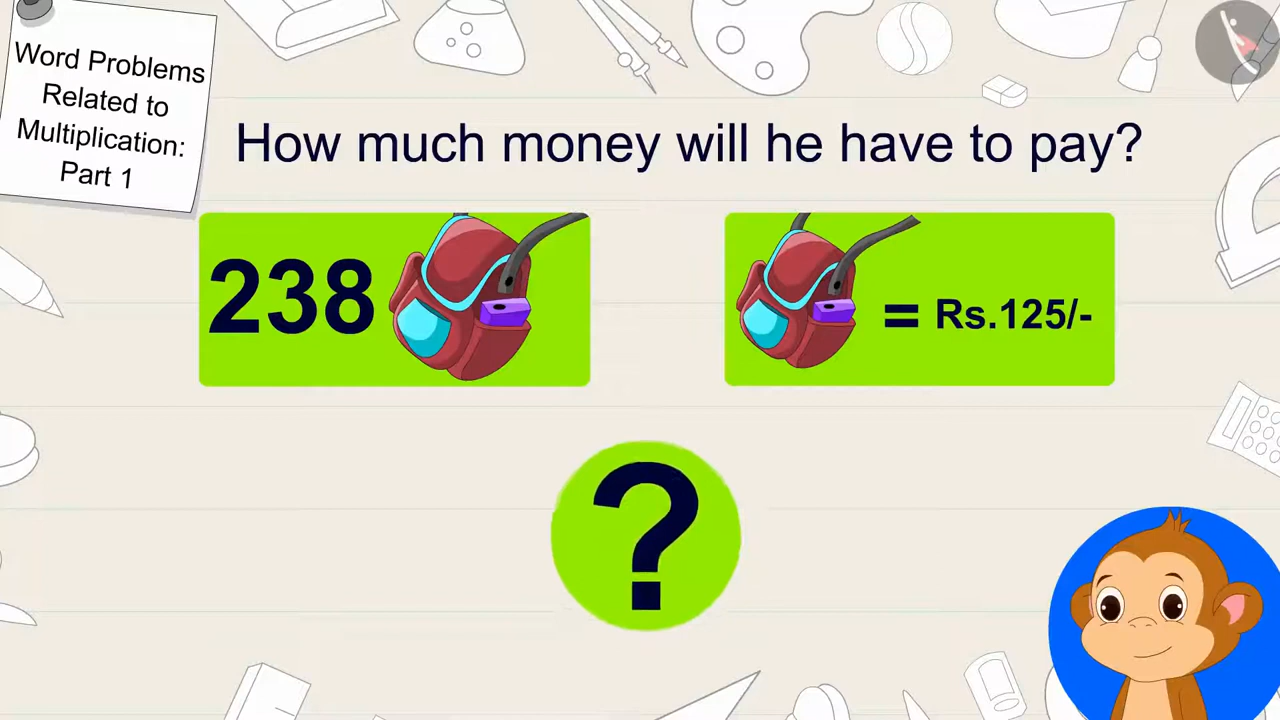 Word Problems
Related to
Multiplication:
Part 1
How much money will he have to pay?
238
= Rs.125/-
?